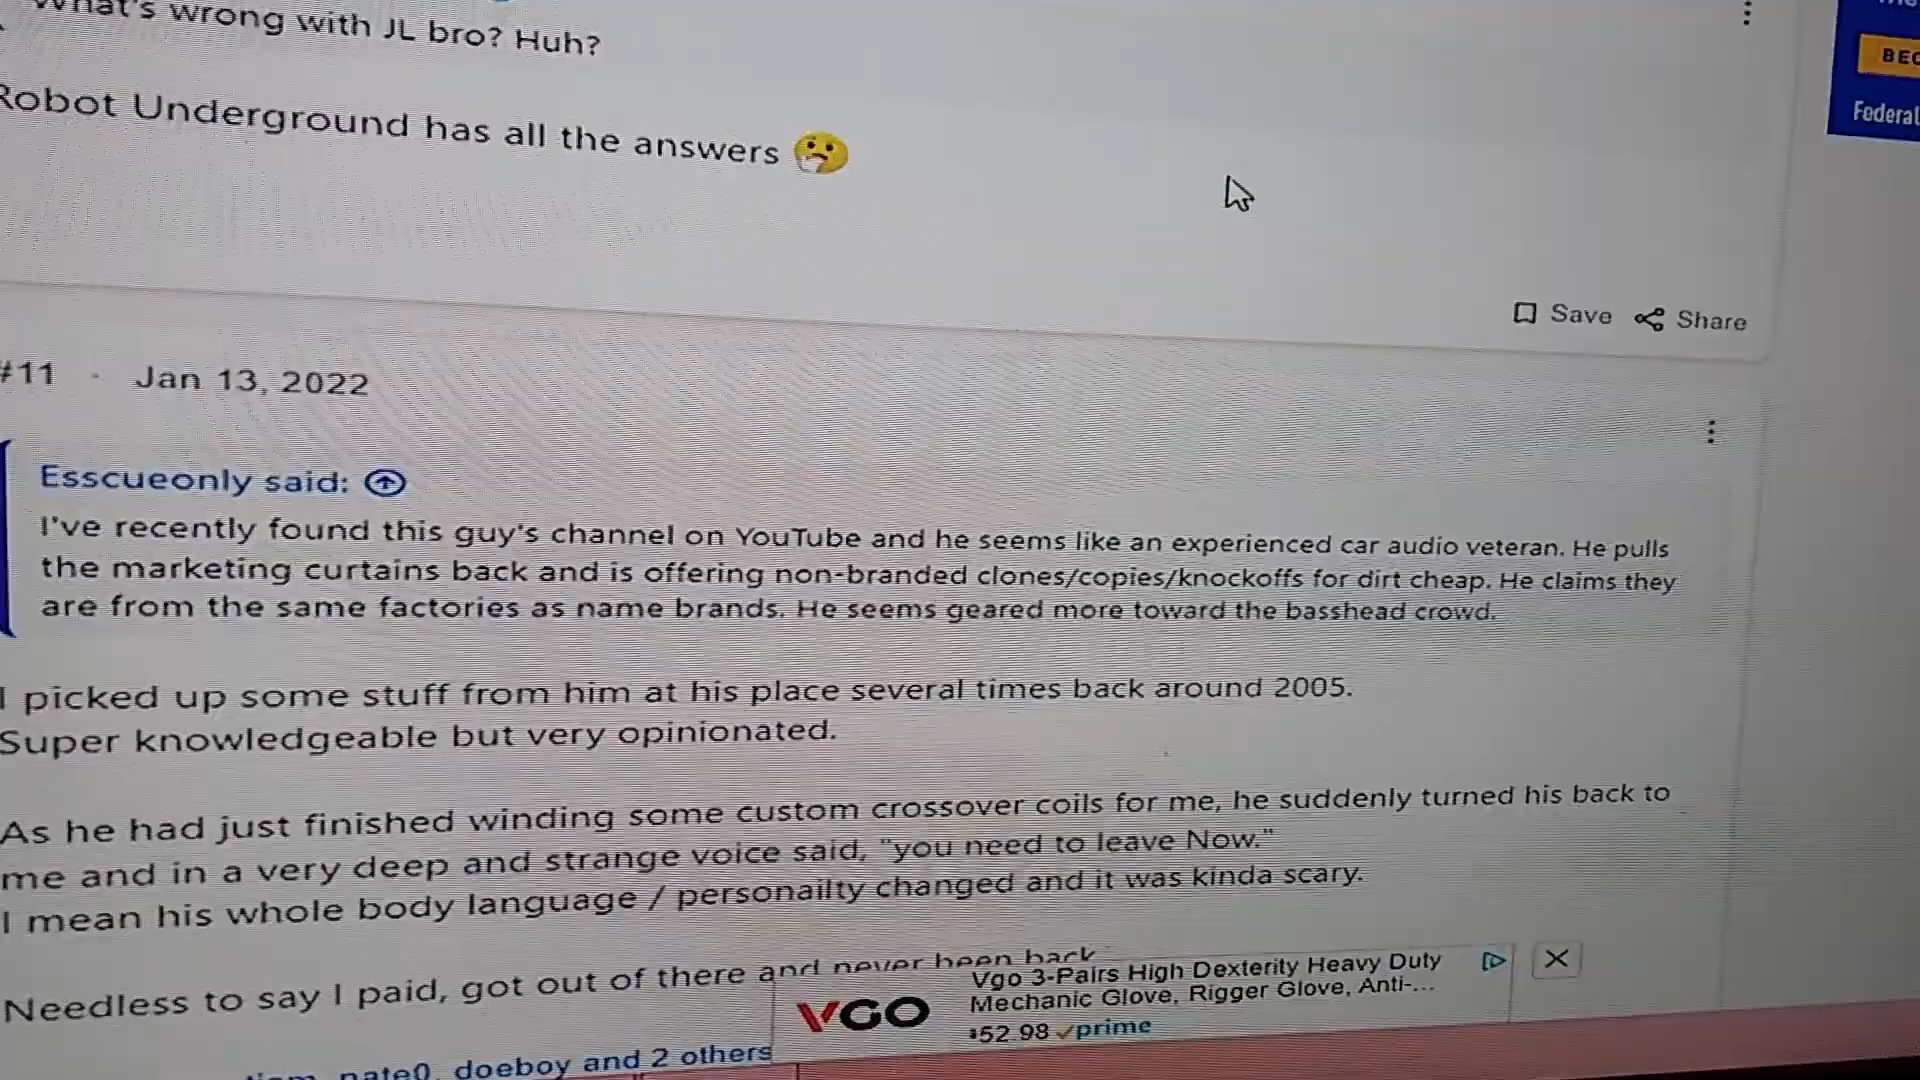 What's wrong with JL bro? Huh?
Robot Underground has all the answers
BEC
Federal
Save Share
#11 · Jan 13, 2022
Esscueonly said:
I've recently found this guy's channel on YouTube and he seems like an experienced car audio veteran. He pulls
the marketing curtains back and is offering non-branded clones/copies/knockoffs for dirt cheap. He claims they
are from the same factories as name brands. He seems geared more toward the basshead crowd.
I picked up some stuff from him at his place several times back around 2005.
Super knowledgeable but very opinionated.
As he had just finished winding some custom crossover coils for me, he suddenly turned his back to
me and in a very deep and strange voice said, "you need to leave Now."
I mean his whole body language / personailty changed and it was kinda scary.
Needless to say I paid, got out of there and never been back
VGO
Vgo 3-Pairs High Dexterity Heavy Duty
Mechanic Glove, Rigger Glove, Anti-...
$52.98 prime
nate0, doeboy and 2 others